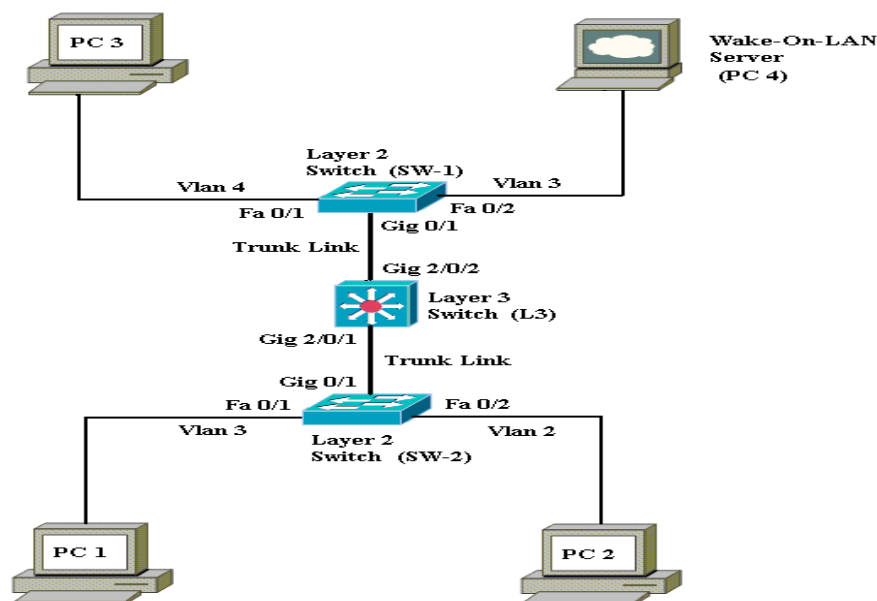 PC 3
Wake-On-LAN
Server
(PC 4)
Layer 2
Switch (SW-1)
Vlan 4
Vlan 3
Fa 0/1
Fa 0/2
Gig 0/1
Trunk Link
Gig 2/0/2
Layer 3
Switch (L3)
Gig 2/0/1
Trunk Link
Gig 0/1
Fa 0/1
Fa 0/2
Vlan 3
Vlan 2
Layer 2
Switch (SW-2)
PC 1
PC 2